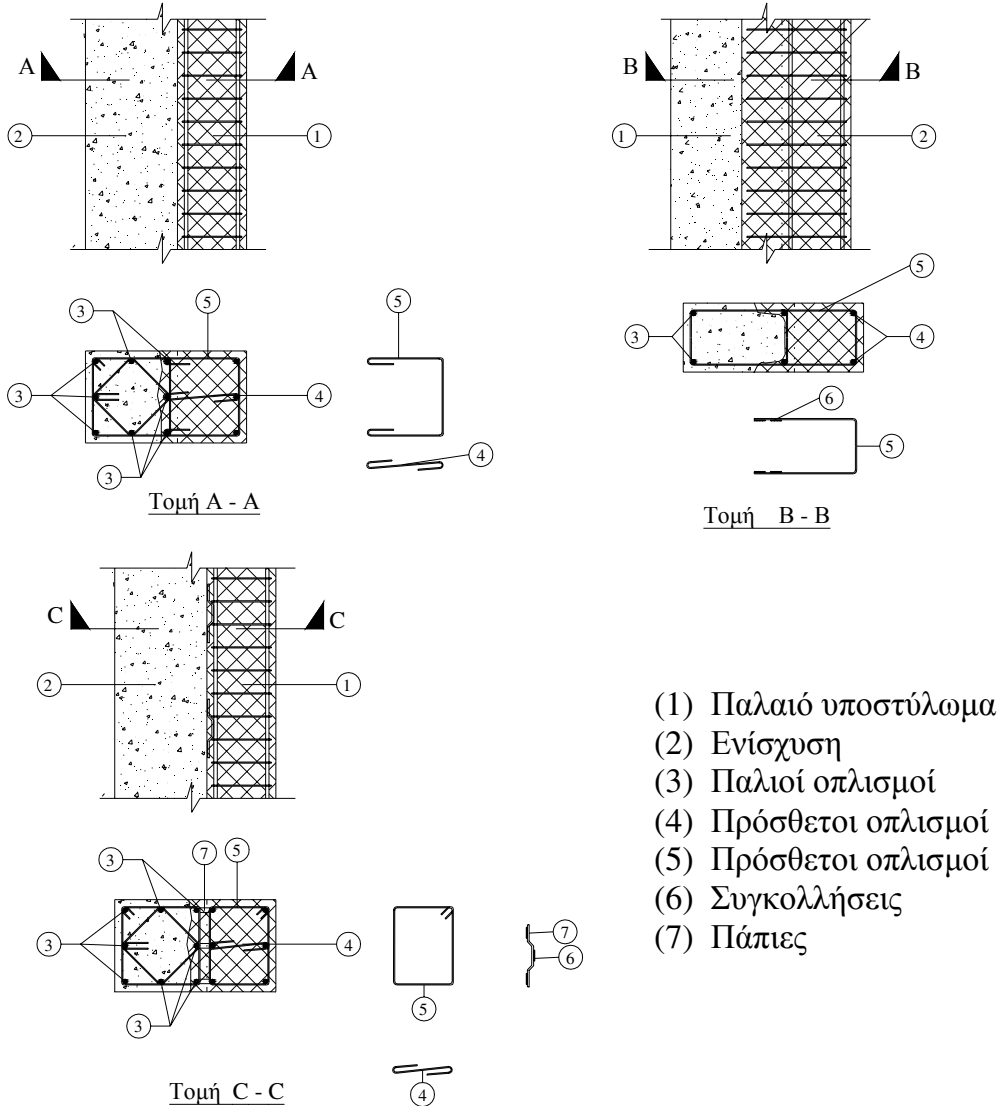 A A
2 1
3 5 5
3 4
4
3
Τομή A - A
B B
1 2
5
3 4
6
5
Τομή B - B
C C
2 1
3 7 5
3 4 7
6
5
3
4
Τομή C - C
(1) Παλαιό υποστύλωμα
(2) Ενίσχυση
(3) Παλιοί οπλισμοί
(4) Πρόσθετοι οπλισμοί
(5) Πρόσθετοι οπλισμοί
(6) Συγκολλήσεις
(7) Πάπιες